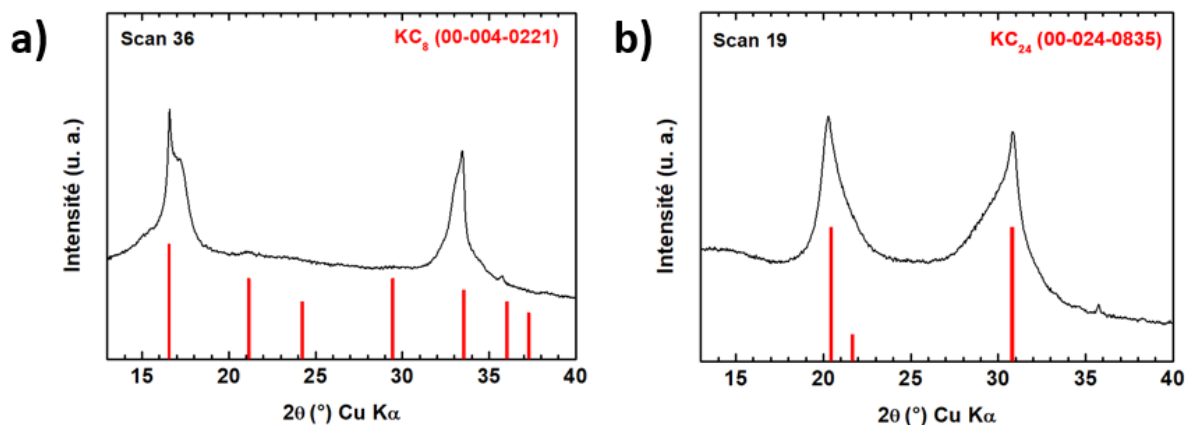 a)
Scan 36
KC₈ (00-004-0221)
Intensité (u. a.)
15 20 25 30 35 40
2θ (°) Cu Kα
b)
Scan 19
KC₂₄ (00-024-0835)
Intensité (u. a.)
15 20 25 30 35 40
2θ (°) Cu Kα